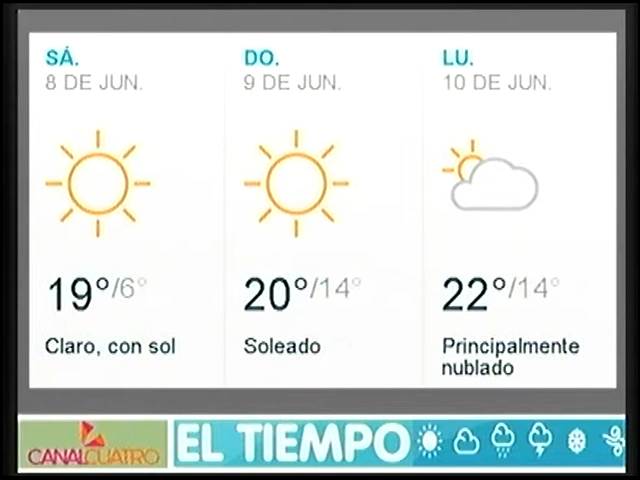 SÁ.
8 DE JUN.
19°/6°
Claro, con sol
DO.
9 DE JUN.
20°/14°
Soleado
LU.
10 DE JUN.
22°/14°
Principalmente
nublado
CANALCUATRO
EL TIEMPO